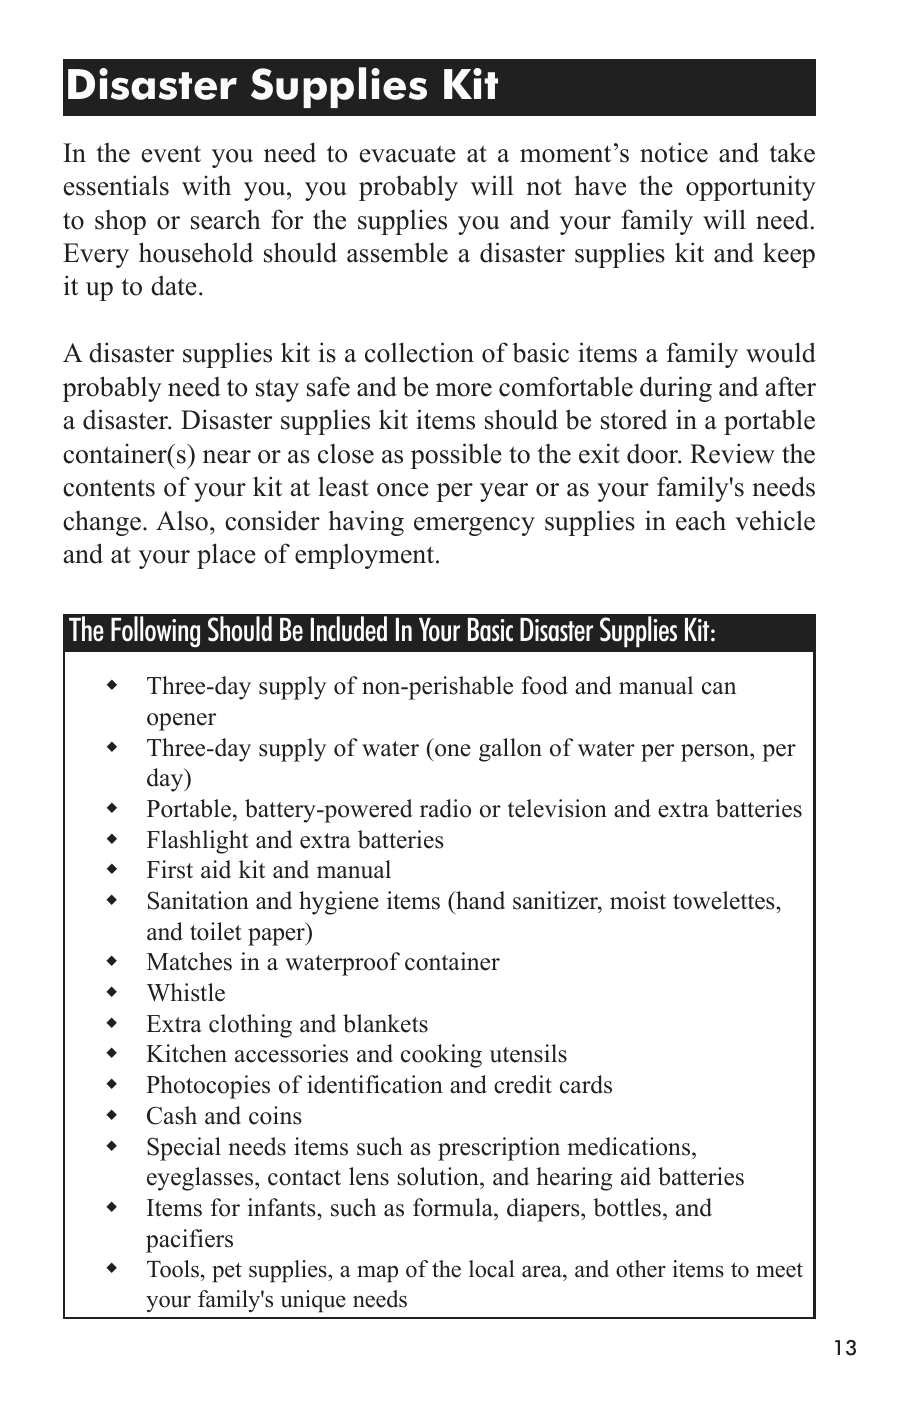 Disaster Supplies Kit
In the event you need to evacuate at a moment’s notice and take
essentials with you, you probably will not have the opportunity
to shop or search for the supplies you and your family will need.
Every household should assemble a disaster supplies kit and keep
it up to date.
A disaster supplies kit is a collection of basic items a family would
probably need to stay safe and be more comfortable during and after
a disaster. Disaster supplies kit items should be stored in a portable
container(s) near or as close as possible to the exit door. Review the
contents of your kit at least once per year or as your family's needs
change. Also, consider having emergency supplies in each vehicle
and at your place of employment.
The Following Should Be Included In Your Basic Disaster Supplies Kit:
◆ Three-day supply of non-perishable food and manual can
opener
◆ Three-day supply of water (one gallon of water per person, per
day)
◆ Portable, battery-powered radio or television and extra batteries
◆ Flashlight and extra batteries
◆ First aid kit and manual
◆ Sanitation and hygiene items (hand sanitizer, moist towelettes,
and toilet paper)
◆ Matches in a waterproof container
◆ Whistle
◆ Extra clothing and blankets
◆ Kitchen accessories and cooking utensils
◆ Photocopies of identification and credit cards
◆ Cash and coins
◆ Special needs items such as prescription medications,
eyeglasses, contact lens solution, and hearing aid batteries
◆ Items for infants, such as formula, diapers, bottles, and
pacifiers
◆ Tools, pet supplies, a map of the local area, and other items to meet
your family's unique needs
13